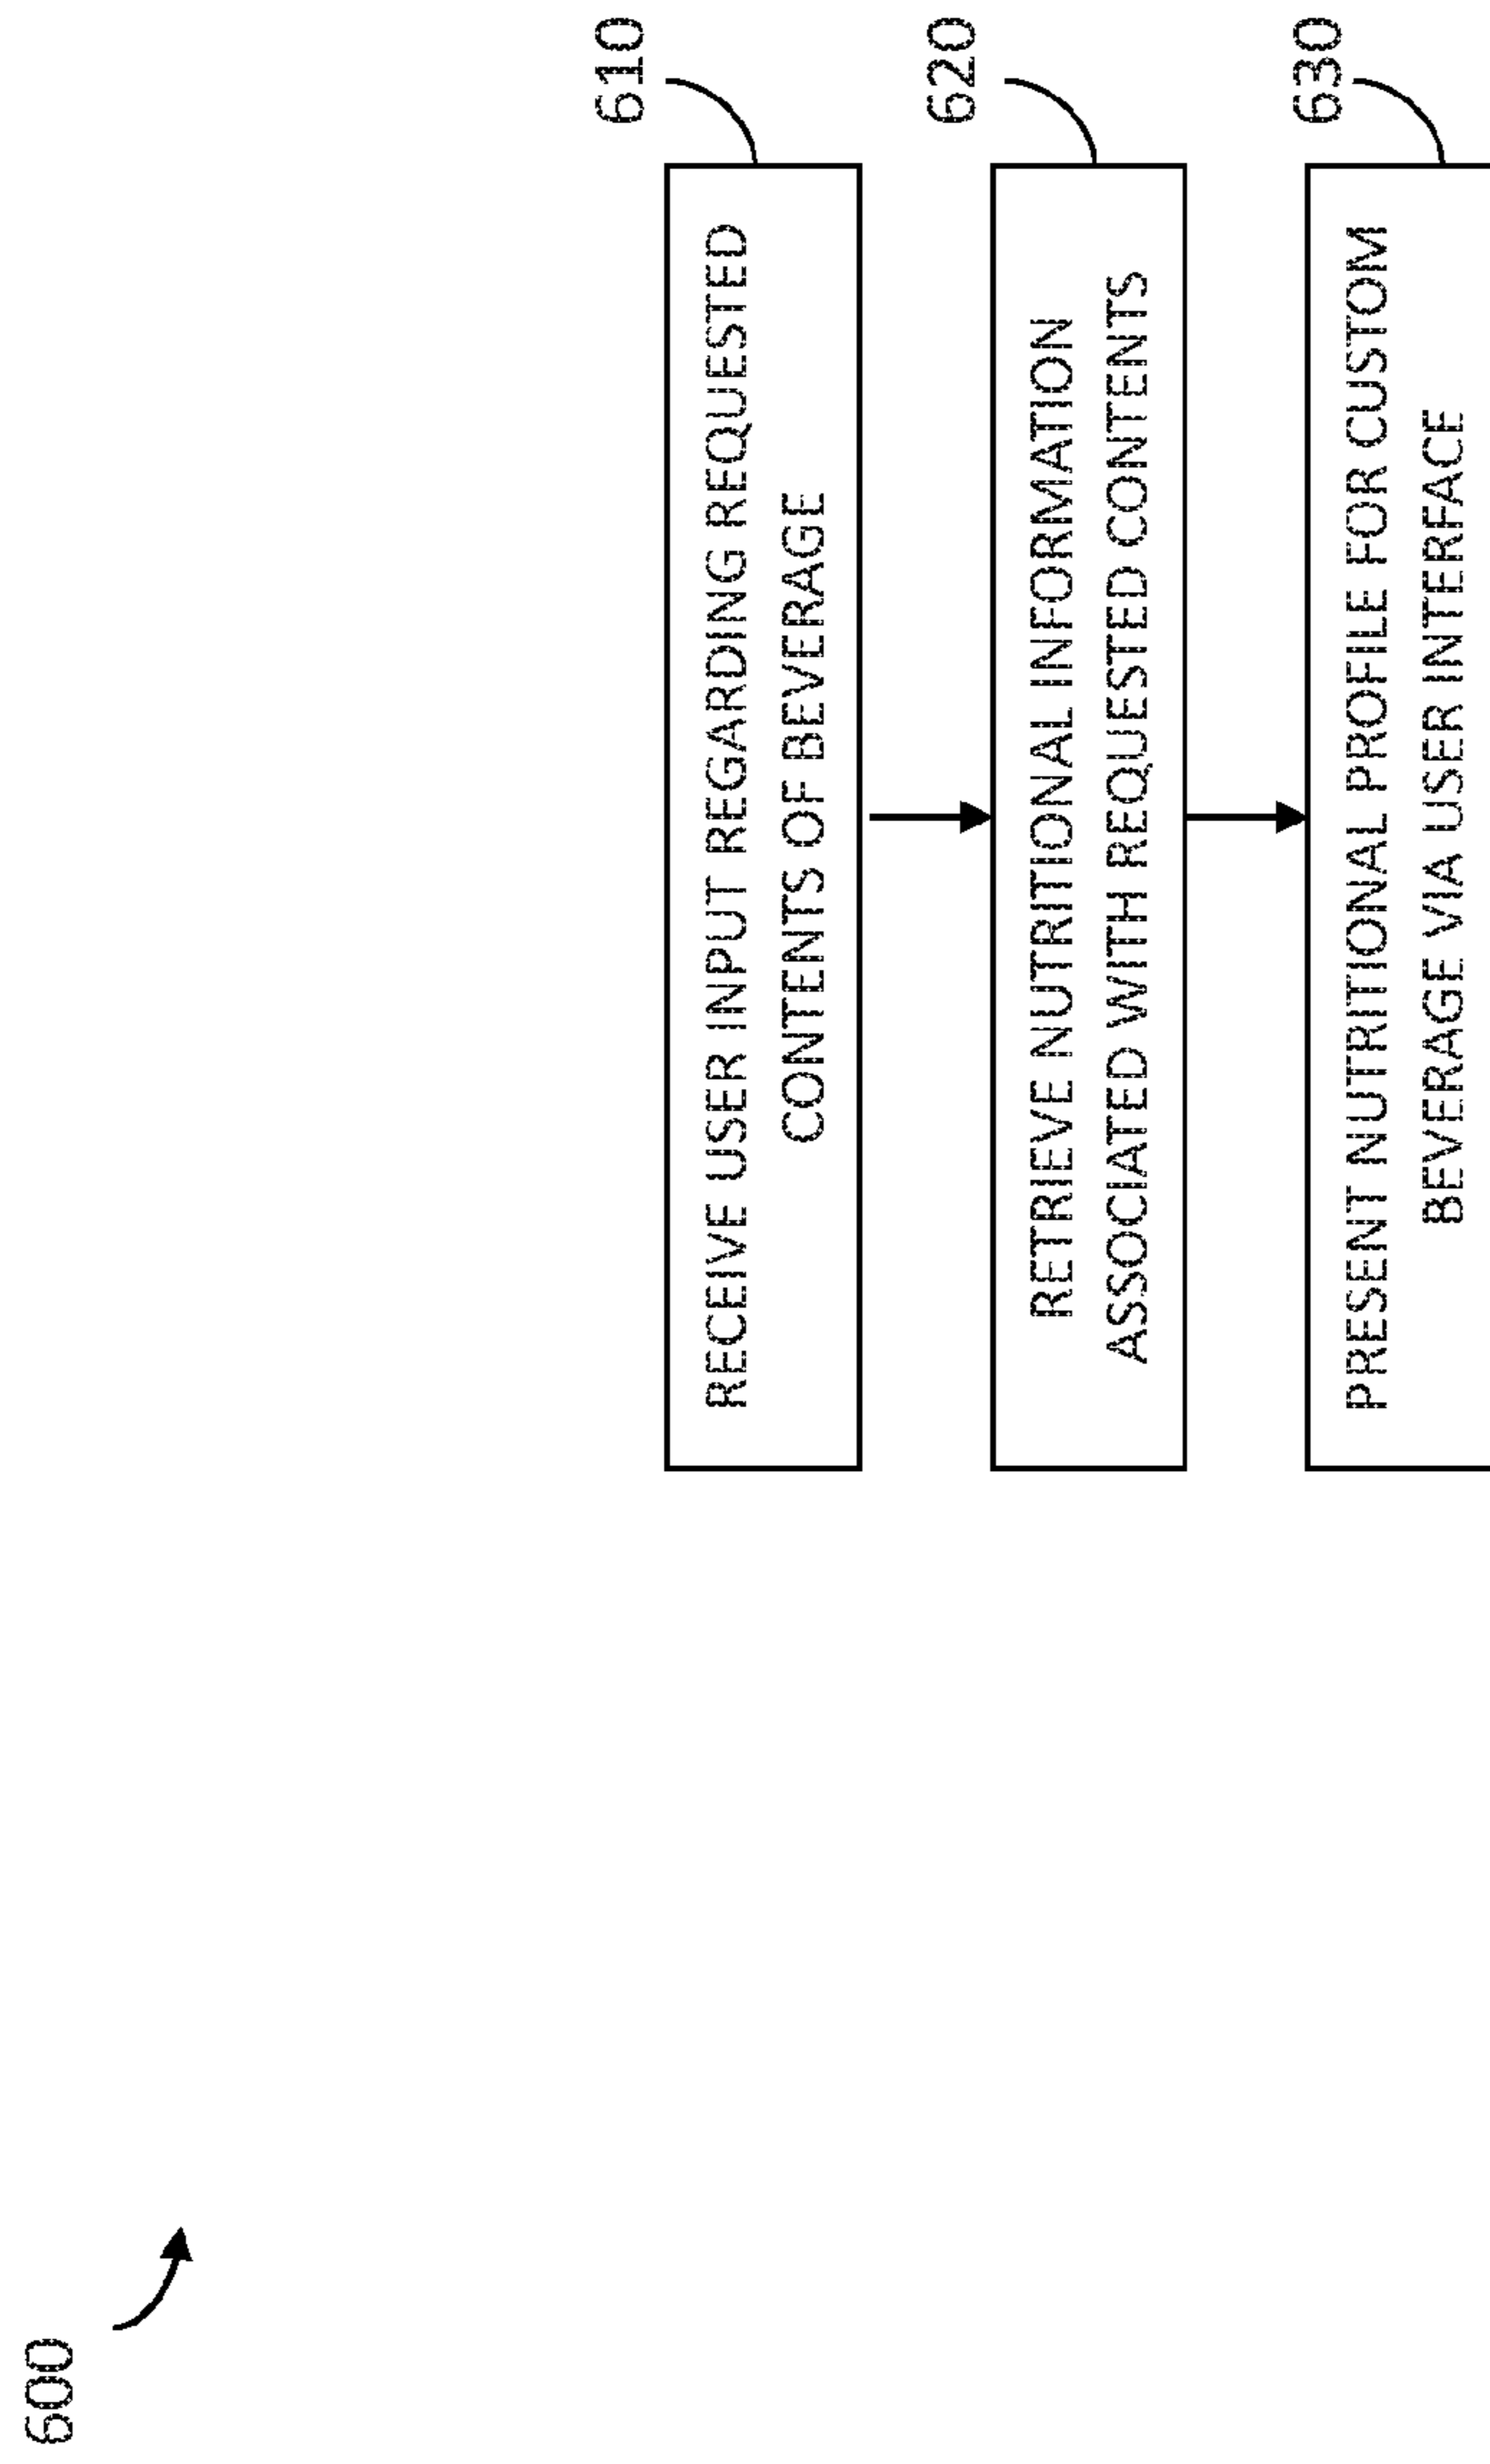 600
610
RECEIVE USER INPUT REGARDING REQUESTED
CONTENTS OF BEVERAGE
620
RETRIEVE NUTRITIONAL INFORMATION
ASSOCIATED WITH REQUESTED CONTENTS
630
PRESENT NUTRITIONAL PROFILE FOR CUSTOM
BEVERAGE VIA USER INTERFACE